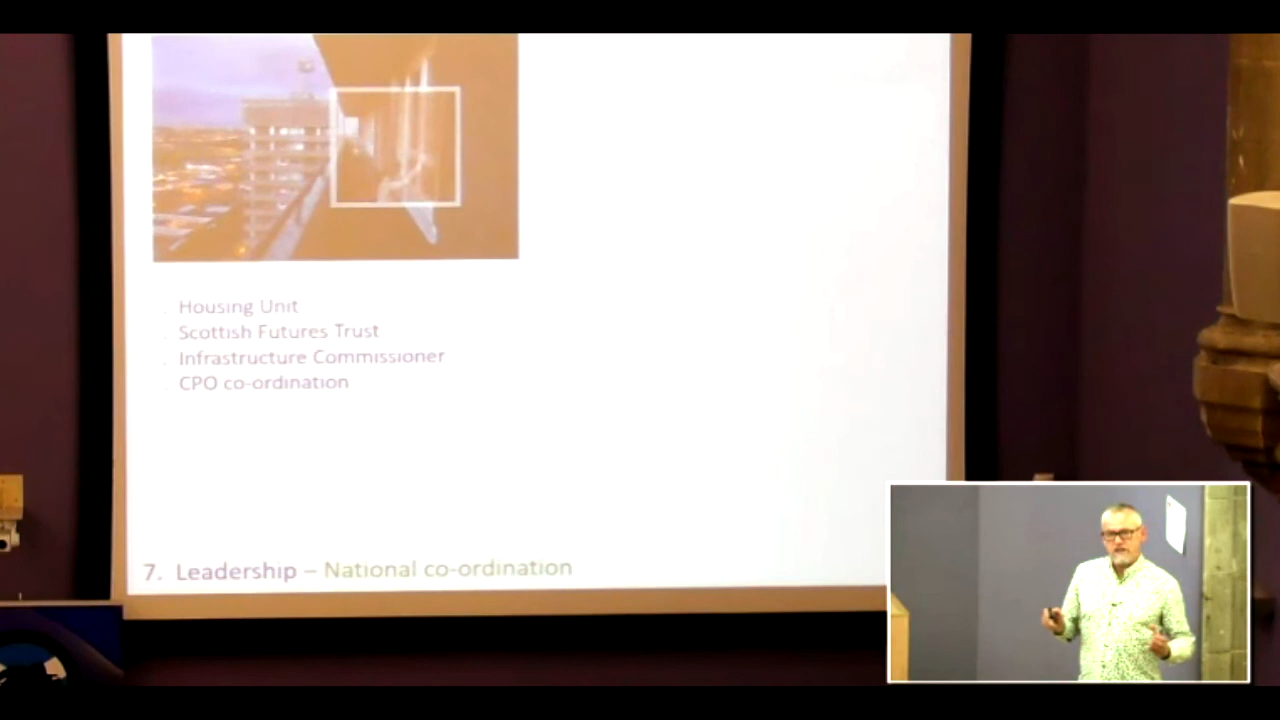 Housing Unit
Scottish Futures Trust
Infrastructure Commissioner
CPO co-ordination
7. Leadership – National co-ordination